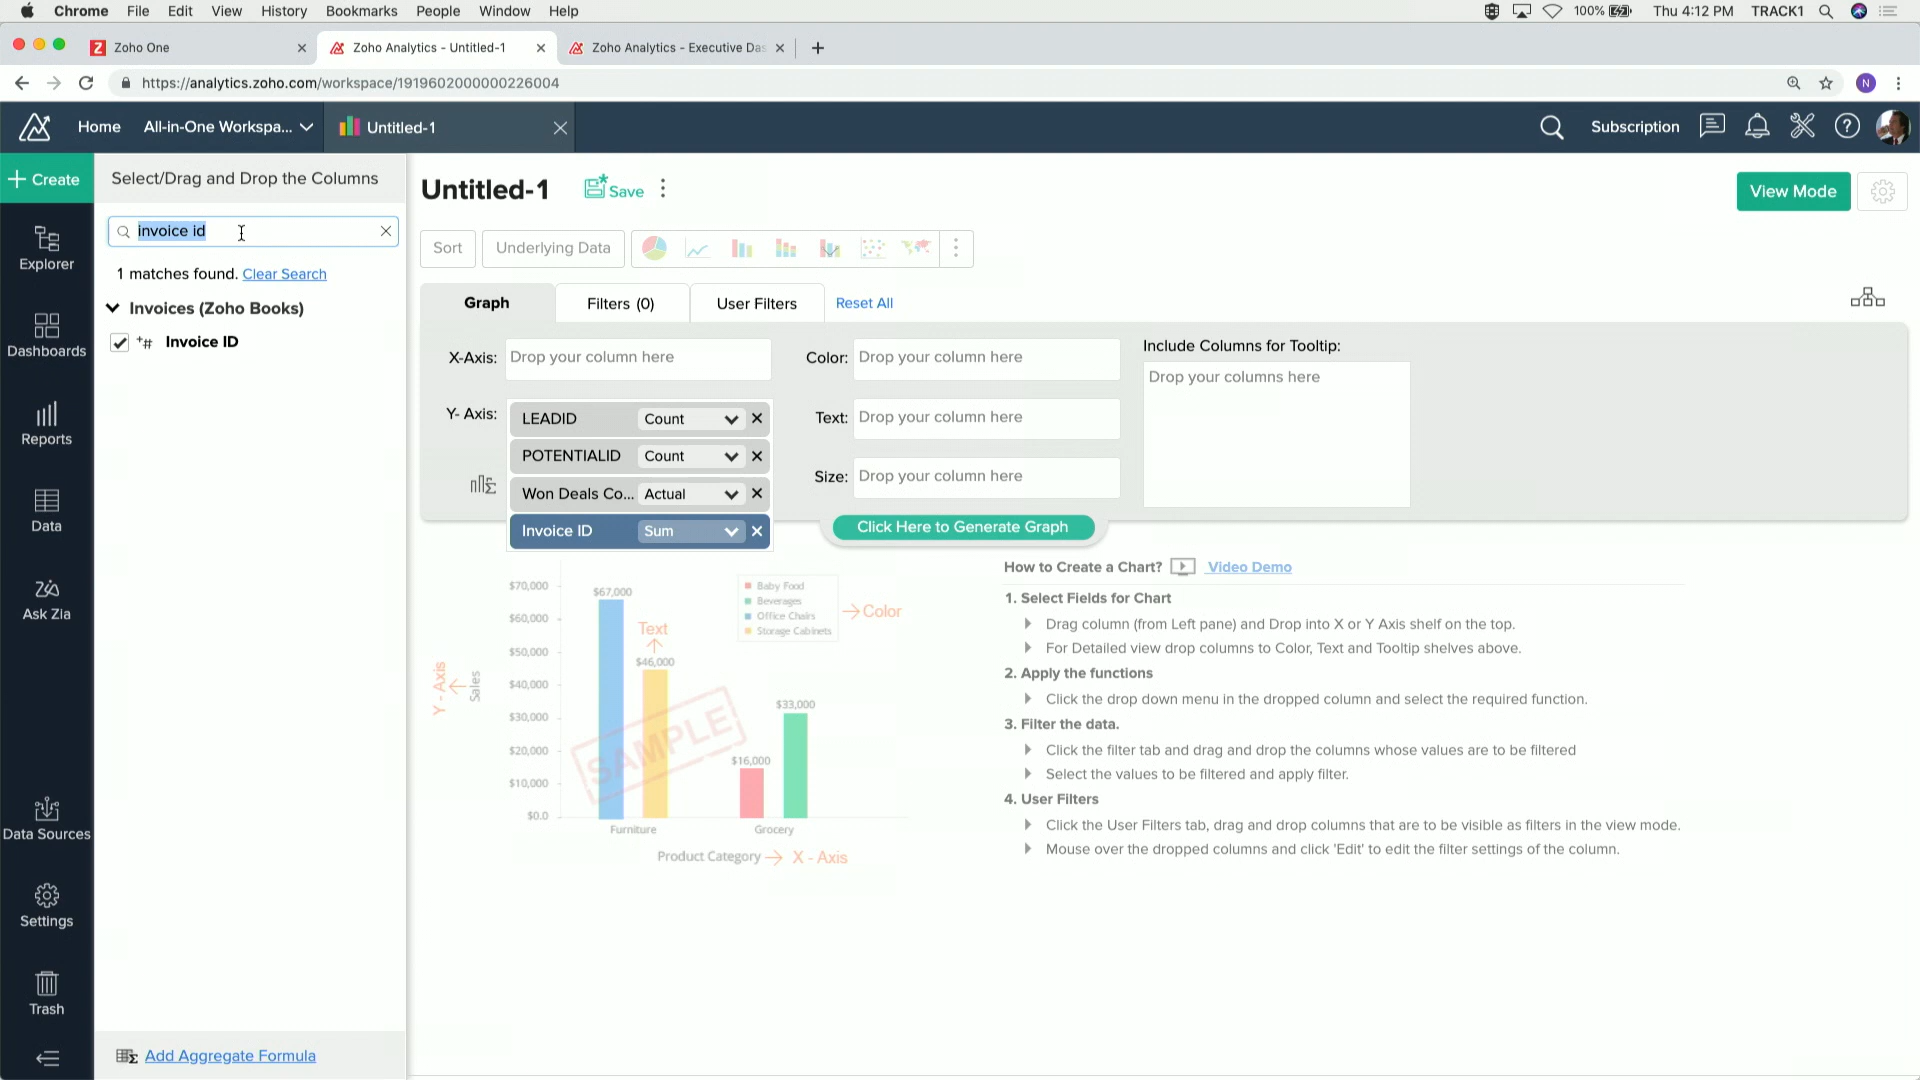 Chrome File Edit View History Bookmarks People Window Help
100% Thu 4:12 PM TRACK1
Zoho One
Zoho Analytics - Untitled-1
Zoho Analytics - Executive Das
https://analytics.zoho.com/workspace/1919602000000226004
N
Home
All-in-One Workspa...
Untitled-1
Subscription
+ Create
Explorer
Dashboards
Reports
Data
Ask Zia
Data Sources
Settings
Trash
Select/Drag and Drop the Columns
invoice id
1 matches found. Clear Search
Invoices (Zoho Books)
Invoice ID
Add Aggregate Formula
Untitled-1
Save
View Mode
Sort
Underlying Data
Graph
Filters (0)
User Filters
Reset All
X-Axis: Drop your column here
Y- Axis:
LEADID Count
POTENTIALID Count
Won Deals Co... Actual
Invoice ID Sum
Color: Drop your column here
Text: Drop your column here
Size: Drop your column here
Include Columns for Tooltip:
Drop your columns here
Click Here to Generate Graph
$70,000
$60,000
$50,000
$40,000
$30,000
$20,000
$10,000
$0.0
Y - Axis
Sales
$67,000
Text
$46,000
$16,000
$33,000
SAMPLE
Baby Food
Beverages
Office Chairs
Storage Cabinets
Color
Furniture
Grocery
Product Category
X - Axis
How to Create a Chart? Video Demo
1. Select Fields for Chart
Drag column (from Left pane) and Drop into X or Y Axis shelf on the top.
For Detailed view drop columns to Color, Text and Tooltip shelves above.
2. Apply the functions
Click the drop down menu in the dropped column and select the required function.
3. Filter the data.
Click the filter tab and drag and drop the columns whose values are to be filtered
Select the values to be filtered and apply filter.
4. User Filters
Click the User Filters tab, drag and drop columns that are to be visible as filters in the view mode.
Mouse over the dropped columns and click 'Edit' to edit the filter settings of the column.